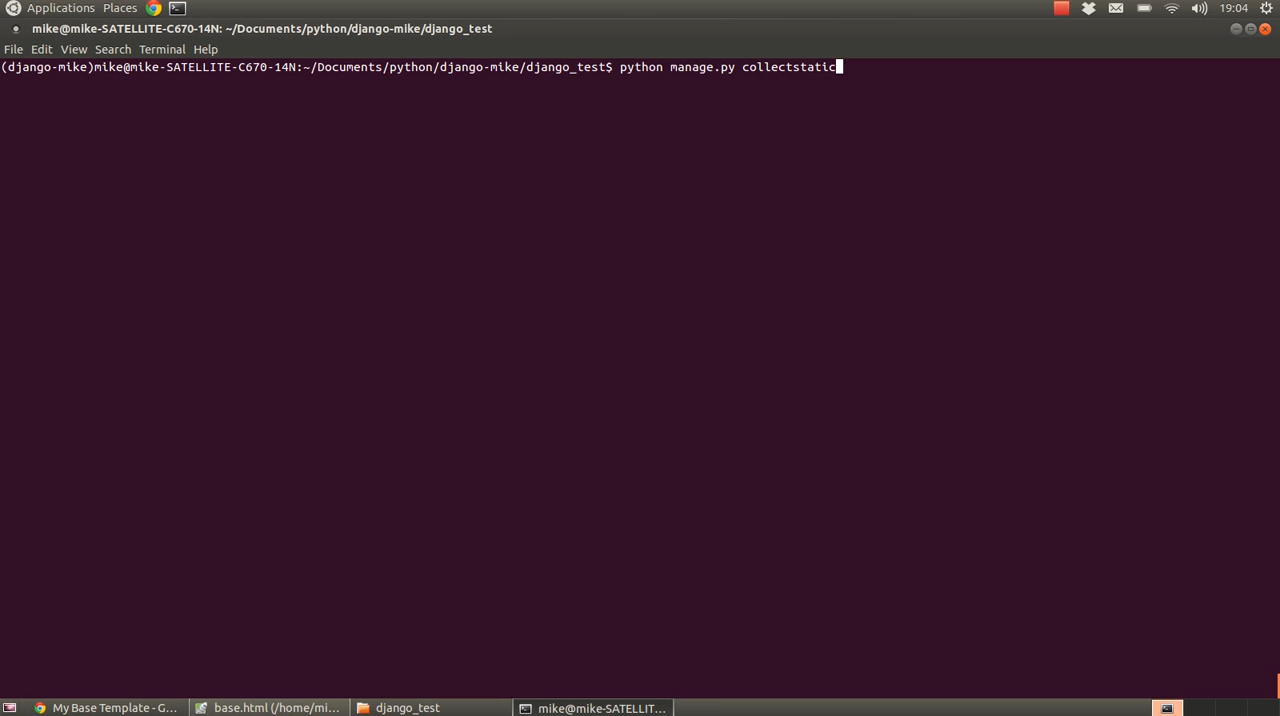 Applications Places 19:04
mike@mike-SATELLITE-C670-14N: ~/Documents/python/django-mike/django_test
File Edit View Search Terminal Help
(django-mike)mike@mike-SATELLITE-C670-14N:~/Documents/python/django-mike/django_test$ python manage.py collectstatic
My Base Template - G... base.html (/home/mi... django_test mike@mike-SATELLIT...